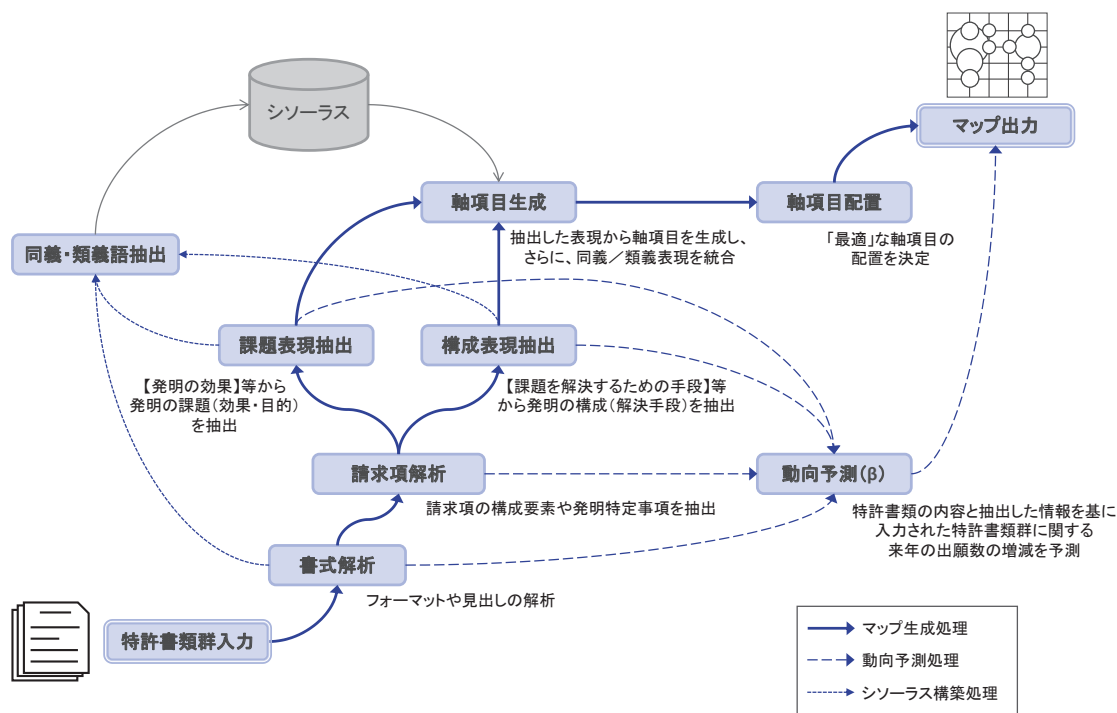 シソーラス
マップ出力
軸項目生成
軸項目配置
抽出した表現から軸項目を生成し、
さらに、同義／類義表現を統合
「最適」な軸項目の
配置を決定
同義・類義語抽出
課題表現抽出
構成表現抽出
【発明の効果】等から
発明の課題（効果・目的）
を抽出
【課題を解決するための手段】等
から発明の構成（解決手段）を抽出
請求項解析
動向予測（β）
請求項の構成要素や発明特定事項を抽出
特許書類の内容と抽出した情報を基に
入力された特許書類群に関する
来年の出願数の増減を予測
書式解析
フォーマットや見出しの解析
特許書類群入力
マップ生成処理
動向予測処理
シソーラス構築処理